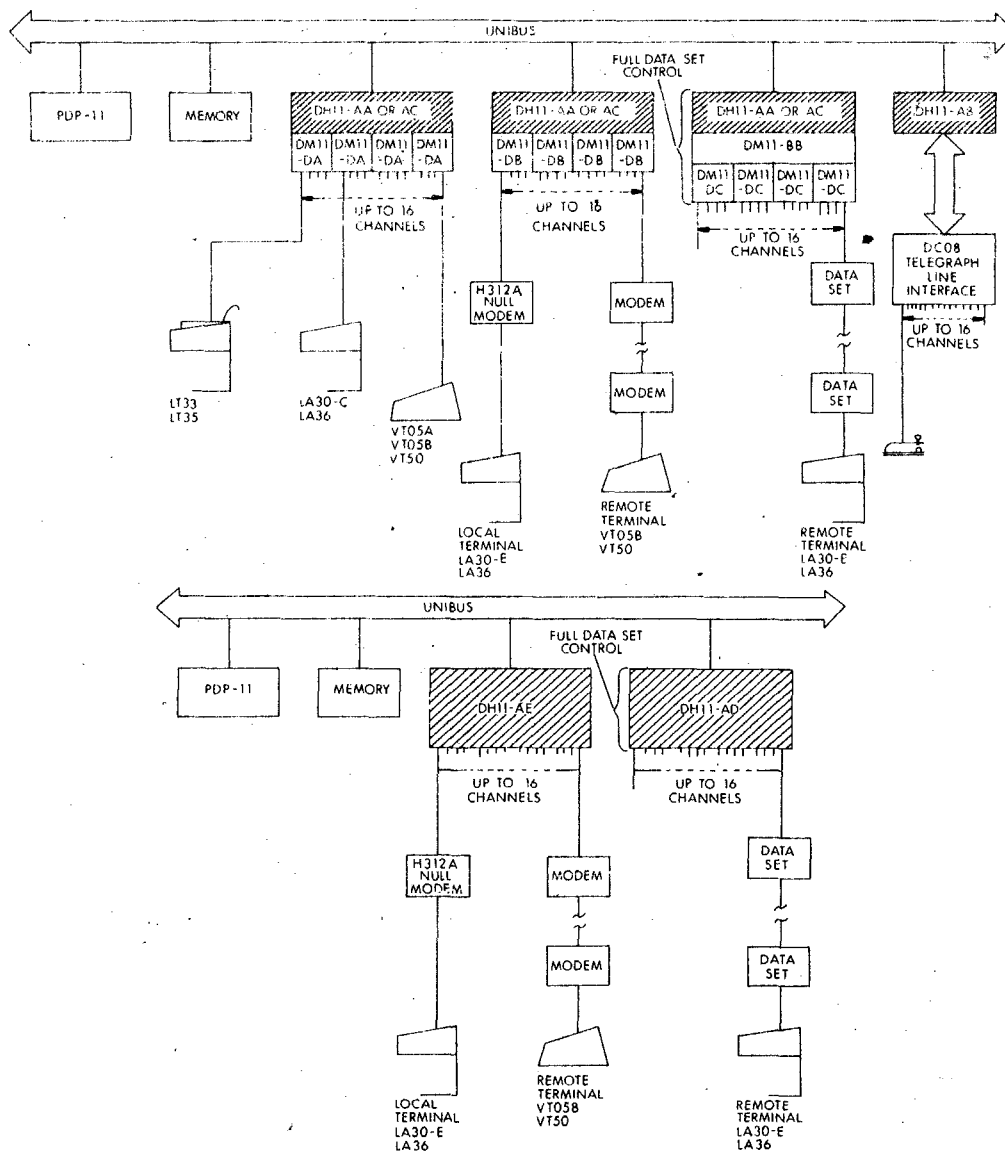 UNIBUS
FULL DATA SET
CONTROL
PDP-11
MEMORY
DH11-AA OR AC
DM11
-DA
DM11
-DA
DM11
-DA
DM11
-DA
UP TO 16
CHANNELS
DH11-AA OR AC
DM11
-DB
DM11
-DB
DM11
-DB
DM11
-DB
UP TO 16
CHANNELS
DH11-AA OR AC
DM11-BB
DM11
DC
DM11
-DC
DM11
-DC
DM11
-DC
UP TO 16
CHANNELS
DH11-AB
DC08
TELEGRAPH
LINE
INTERFACE
UP TO 16
CHANNELS
H312A
NULL
MODEM
MODEM
MODEM
DATA
SET
DATA
SET
LT33
LT35
LA30-C
LA36
VT05A
VT05B
VT50
LOCAL
TERMINAL
LA30-E
LA36
REMOTE
TERMINAL
VT05B
VT50
REMOTE
TERMINAL
LA30-E
LA36
UNIBUS
FULL DATA SET
CONTROL
PDP-11
MEMORY
DH11-AE
DH11-AD
UP TO 16
CHANNELS
UP TO 16
CHANNELS
H312A
NULL
MODEM
MODEM
MODEM
DATA
SET
DATA
SET
LOCAL
TERMINAL
LA30-E
LA36
REMOTE
TERMINAL
VT05B
VT50
REMOTE
TERMINAL
LA30-E
LA36